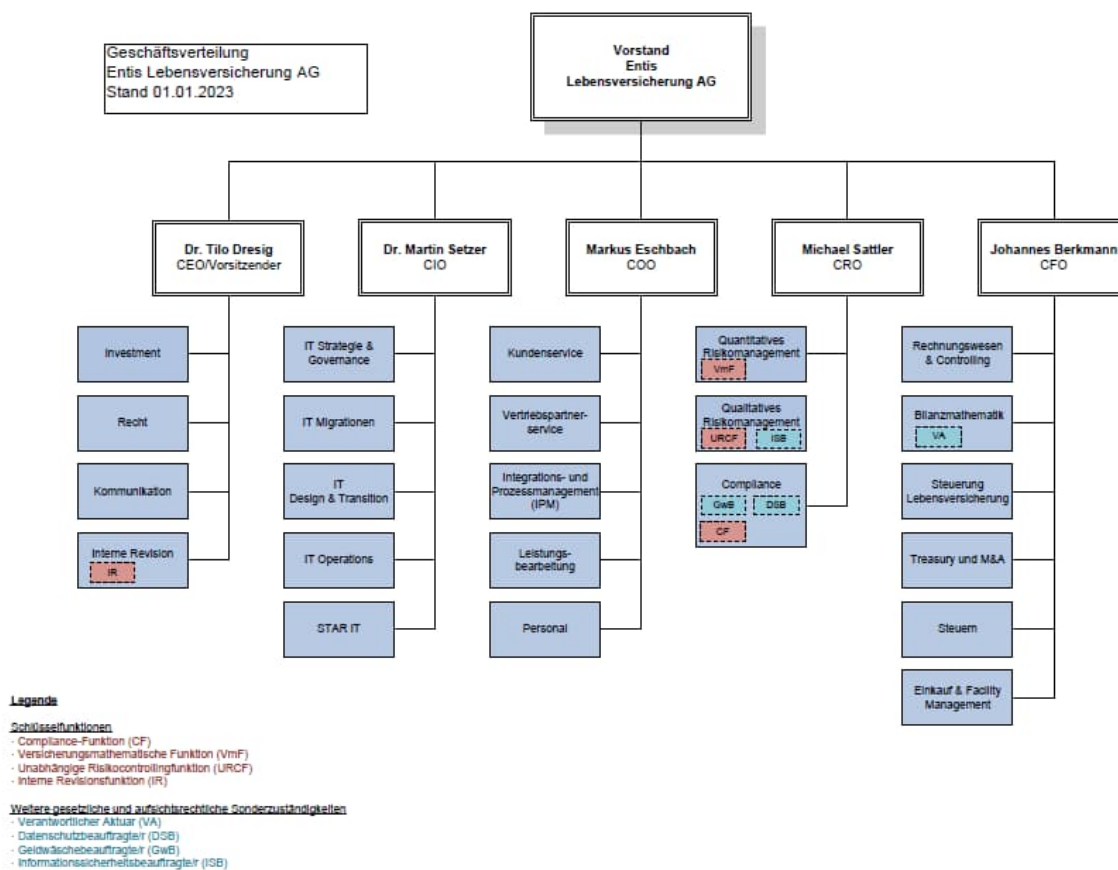 Geschäftsverteilung
Entis Lebensversicherung AG
Stand 01.01.2023
Vorstand
Entis
Lebensversicherung AG
Dr. Tilo Dresig
CEO/Vorsitzender
Dr. Martin Setzer
CIO
Markus Eschbach
COO
Michael Sattler
CRO
Johannes Berkmann
CFO
Investment
Recht
Kommunikation
Interne Revision
IR
IT Strategie &
Governance
IT Migrationen
IT
Design & Transition
IT Operations
STAR IT
Kundenservice
Vertriebspartner-
service
Integrations- und
Prozessmanagement
(IPM)
Leistungs-
bearbeitung
Personal
Quantitatives
Risikomanagement
VmF
Qualitatives
Risikomanagement
URCF ISB
Compliance
GwB DSB
CF
Rechnungswesen
& Controlling
Bilanzmathematik
VA
Steuerung
Lebensversicherung
Treasury und M&A
Steuern
Einkauf & Facility
Management
Legende
Schlüsselfunktionen
- Compliance-Funktion (CF)
- Versicherungsmathematische Funktion (VmF)
- Unabhängige Risikocontrollingfunktion (URCF)
- Interne Revisionsfunktion (IR)
Weitere gesetzliche und aufsichtsrechtliche Sonderzuständigkeiten
- Verantwortlicher Aktuar (VA)
- Datenschutzbeauftragte/r (DSB)
- Geldwäschebeauftragte/r (GwB)
- Informationssicherheitsbeauftragte/r (ISB)